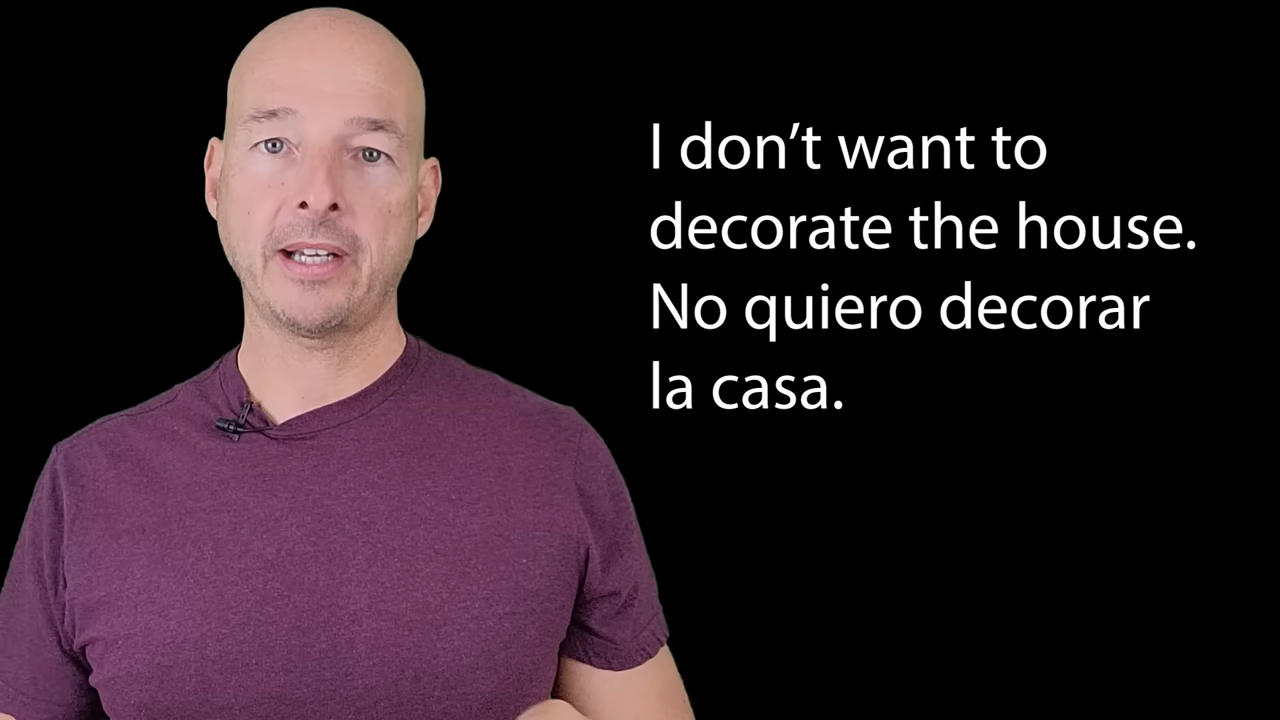 I don’t want to
decorate the house.
No quiero decorar
la casa.